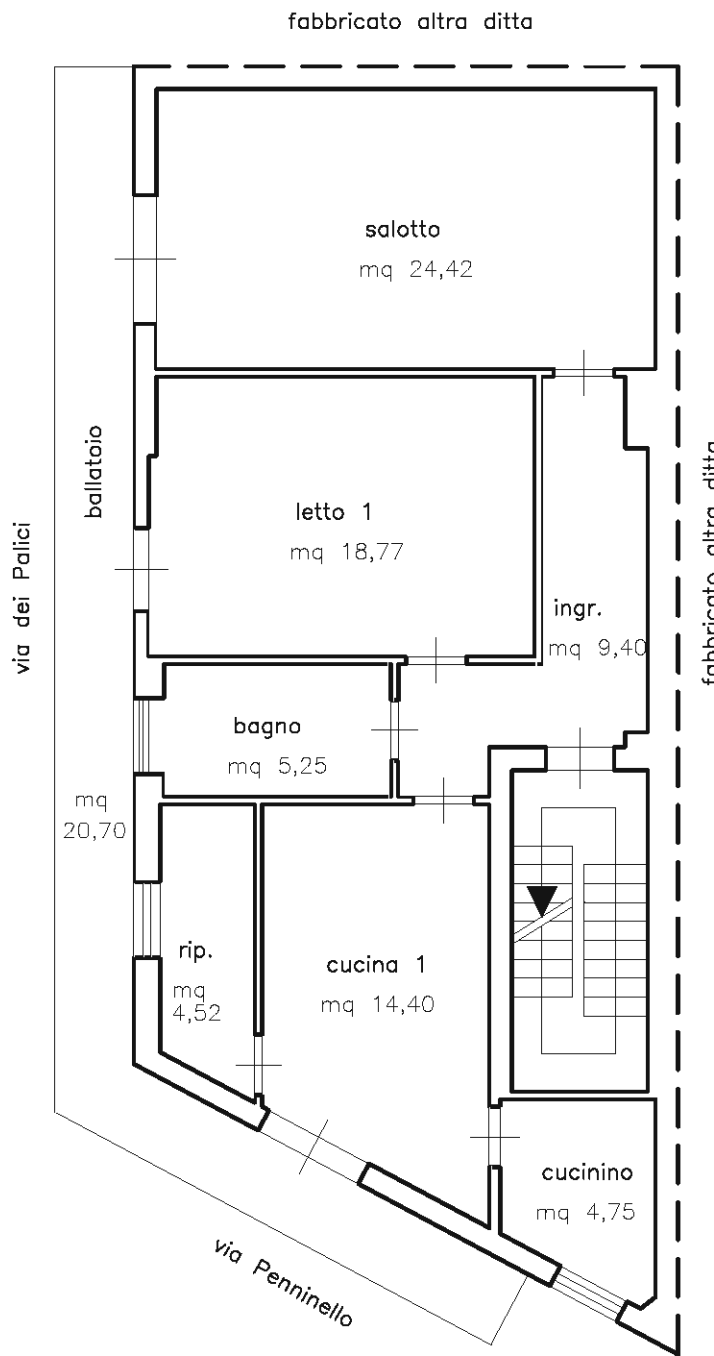 fabbricato altra ditta
salotto
mq 24,42
ballatoio
via dei Palici
fabbricato altra ditta
letto 1
mq 18,77
ingr.
mq 9,40
bagno
mq 5,25
mq
20,70
rip.
mq
4,52
cucina 1
mq 14,40
cucinino
mq 4,75
via Penninello